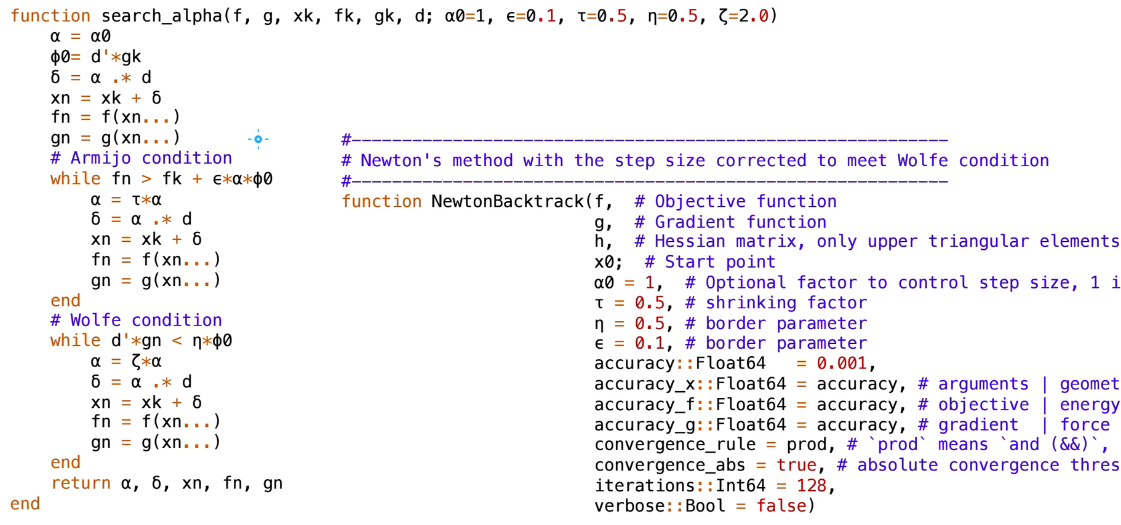 function search_alpha(f, g, xk, fk, gk, d; α0=1, ϵ=0.1, τ=0.5, η=0.5, ζ=2.0)
    α = α0
    ϕ0= d'*gk
    δ = α .* d
    xn = xk + δ
    fn = f(xn...)
    gn = g(xn...)
    # Armijo condition
    while fn > fk + ϵ*α*ϕ0
        α = τ*α
        δ = α .* d
        xn = xk + δ
        fn = f(xn...)
        gn = g(xn...)
    end
    # Wolfe condition
    while d'*gn < η*ϕ0
        α = ζ*α
        δ = α .* d
        xn = xk + δ
        fn = f(xn...)
        gn = g(xn...)
    end
    return α, δ, xn, fn, gn
end
#-----------------------------------------------------------
# Newton's method with the step size corrected to meet Wolfe condition
#-----------------------------------------------------------
function NewtonBacktrack(f,  # Objective function
                         g,  # Gradient function
                         h,  # Hessian matrix, only upper triangular elements
                         x0;  # Start point
                         α0 = 1,  # Optional factor to control step size, 1 i
                         τ = 0.5, # shrinking factor
                         η = 0.5, # border parameter
                         ϵ = 0.1, # border parameter
                         accuracy::Float64   = 0.001,
                         accuracy_x::Float64 = accuracy, # arguments | geomet
                         accuracy_f::Float64 = accuracy, # objective | energy
                         accuracy_g::Float64 = accuracy, # gradient  | force
                         convergence_rule = prod, # `prod` means `and (&&)`,
                         convergence_abs = true, # absolute convergence thres
                         iterations::Int64 = 128,
                         verbose::Bool = false)